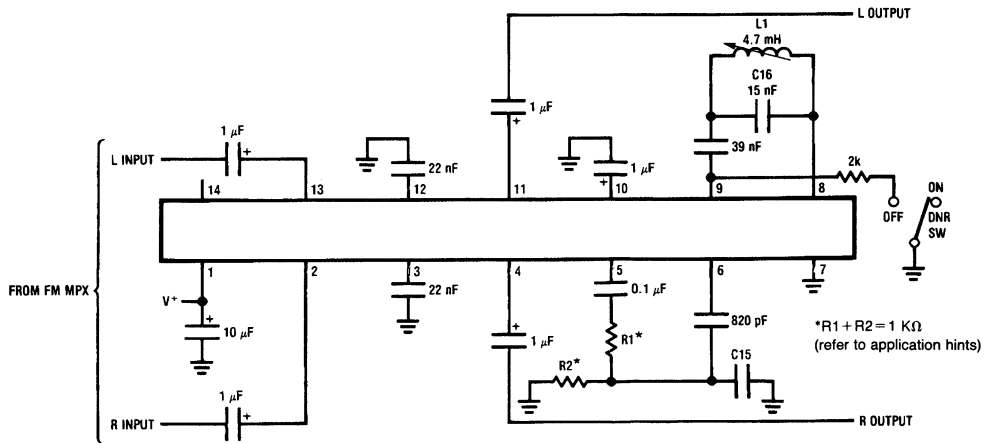 L OUTPUT
L1
4.7 mH
C16
15 nF
1 µF
+
39 nF
1 µF
+
L INPUT
22 nF
1 µF
+
2k
ON
OFF
DNR
SW
14
13
12
11
10
9
8
FROM FM MPX
1
2
3
4
5
6
7
V+
+
10 µF
22 nF
+
1 µF
0.1 µF
R1*
820 pF
*R1 + R2 = 1 KΩ
(refer to application hints)
R2*
C15
1 µF
+
R INPUT
R OUTPUT